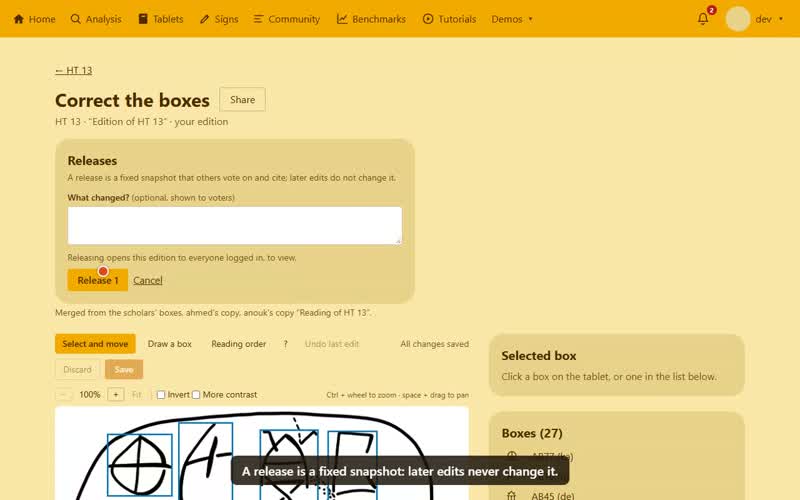 Home Analysis Tablets Signs Community Benchmarks Tutorials Demos 2 dev
← HT 13
Correct the boxes Share
HT 13 · "Edition of HT 13" · your edition
Releases
A release is a fixed snapshot that others vote on and cite; later edits do not change it.
What changed? (optional, shown to voters)
Releasing opens this edition to everyone logged in, to view.
Release 1 Cancel
Merged from the scholars' boxes, ahmed's copy, anouk's copy "Reading of HT 13".
Select and move Draw a box Reading order ? Undo last edit All changes saved
Discard Save
− 100% + Fit Invert More contrast Ctrl + wheel to zoom · space + drag to pan
Selected box
Click a box on the tablet, or one in the list below.
Boxes (27)
AB45 (de)
A release is a fixed snapshot: later edits never change it.